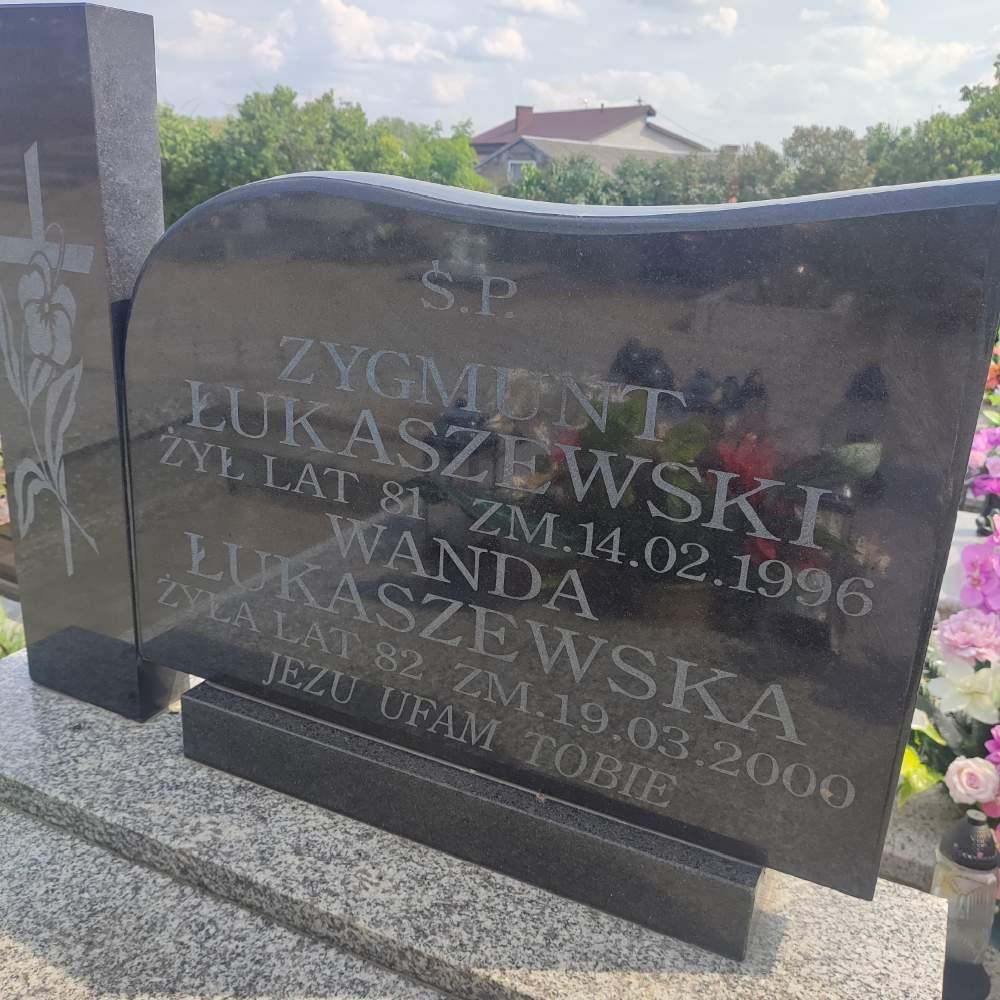 Ś.P.
ZYGMUNT
ŁUKASZEWSKI
ŻYŁ LAT 81 ZM.14.02.1996
WANDA
ŁUKASZEWSKA
ŻYŁA LAT 82 ZM.19.03.2000
JEZU UFAM TOBIE